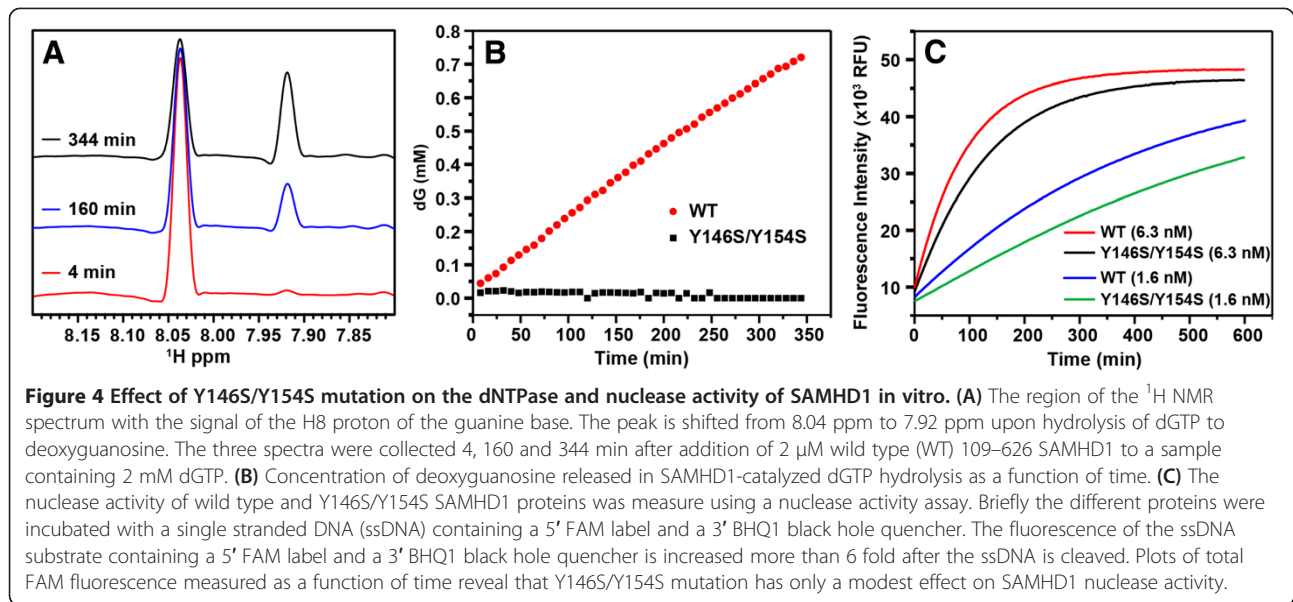 A
344 min
160 min
4 min
8.15 8.10 8.05 8.00 7.95 7.90 7.85
¹H ppm
B
dG (mM)
0.8
0.7
0.6
0.5
0.4
0.3
0.2
0.1
0.0
WT
Y146S/Y154S
0 50 100 150 200 250 300 350
Time (min)
C
Fluorescence Intensity (x10³ RFU)
50
40
30
20
10
WT (6.3 nM)
Y146S/Y154S (6.3 nM)
WT (1.6 nM)
Y146S/Y154S (1.6 nM)
0 100 200 300 400 500 600
Time (min)
Figure 4 Effect of Y146S/Y154S mutation on the dNTPase and nuclease activity of SAMHD1 in vitro. (A) The region of the ¹H NMR
spectrum with the signal of the H8 proton of the guanine base. The peak is shifted from 8.04 ppm to 7.92 ppm upon hydrolysis of dGTP to
deoxyguanosine. The three spectra were collected 4, 160 and 344 min after addition of 2 μM wild type (WT) 109–626 SAMHD1 to a sample
containing 2 mM dGTP. (B) Concentration of deoxyguanosine released in SAMHD1-catalyzed dGTP hydrolysis as a function of time. (C) The
nuclease activity of wild type and Y146S/Y154S SAMHD1 proteins was measure using a nuclease activity assay. Briefly the different proteins were
incubated with a single stranded DNA (ssDNA) containing a 5′ FAM label and a 3′ BHQ1 black hole quencher. The fluorescence of the ssDNA
substrate containing a 5′ FAM label and a 3′ BHQ1 black hole quencher is increased more than 6 fold after the ssDNA is cleaved. Plots of total
FAM fluorescence measured as a function of time reveal that Y146S/Y154S mutation has only a modest effect on SAMHD1 nuclease activity.